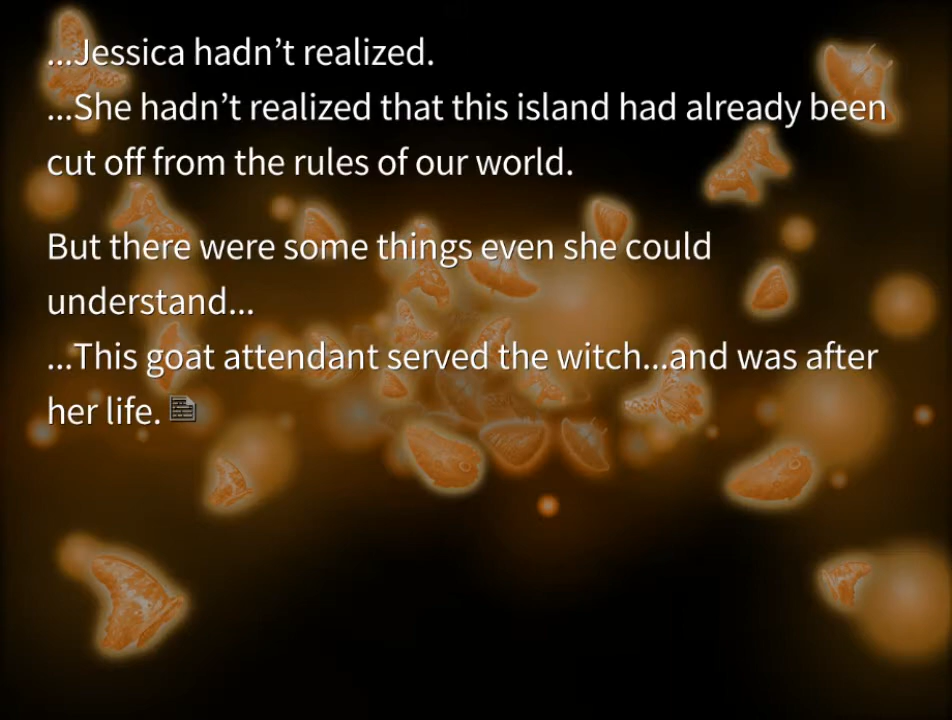 ...Jessica hadn’t realized.
...She hadn’t realized that this island had already been
cut off from the rules of our world.
But there were some things even she could
understand...
...This goat attendant served the witch...and was after
her life.